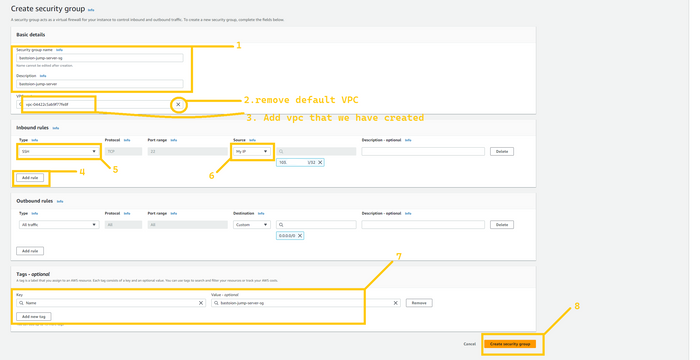 Create security group Info
A security group acts as a virtual firewall for your instance to control inbound and outbound traffic. To create a new security group, complete the fields below.
Basic details
1
Security group name Info
bastoion-jump-server-sg
Name cannot be edited after creation.
Description Info
bastoion-jump-server
VPC
2.remove default VPC
3. Add vpc that we have created
Inbound rules Info
Type Info
Protocol Info
Port range Info
Source Info
Description - optional Info
SSH
TCP
22
My IP
Delete
5
6
4
Add rule
Outbound rules Info
Type Info
Protocol Info
Port range Info
Destination Info
Description - optional Info
All traffic
All
All
Custom
Delete
0.0.0.0/0
Add rule
7
Tags - optional
A tag is a label that you assign to an AWS resource. Each tag consists of a key and an optional value. You can use tags to search and filter your resources or track your AWS costs.
Key
Value - optional
Name
bastoion-jump-server-sg
Remove
Add new tag
8
Cancel
Create security group